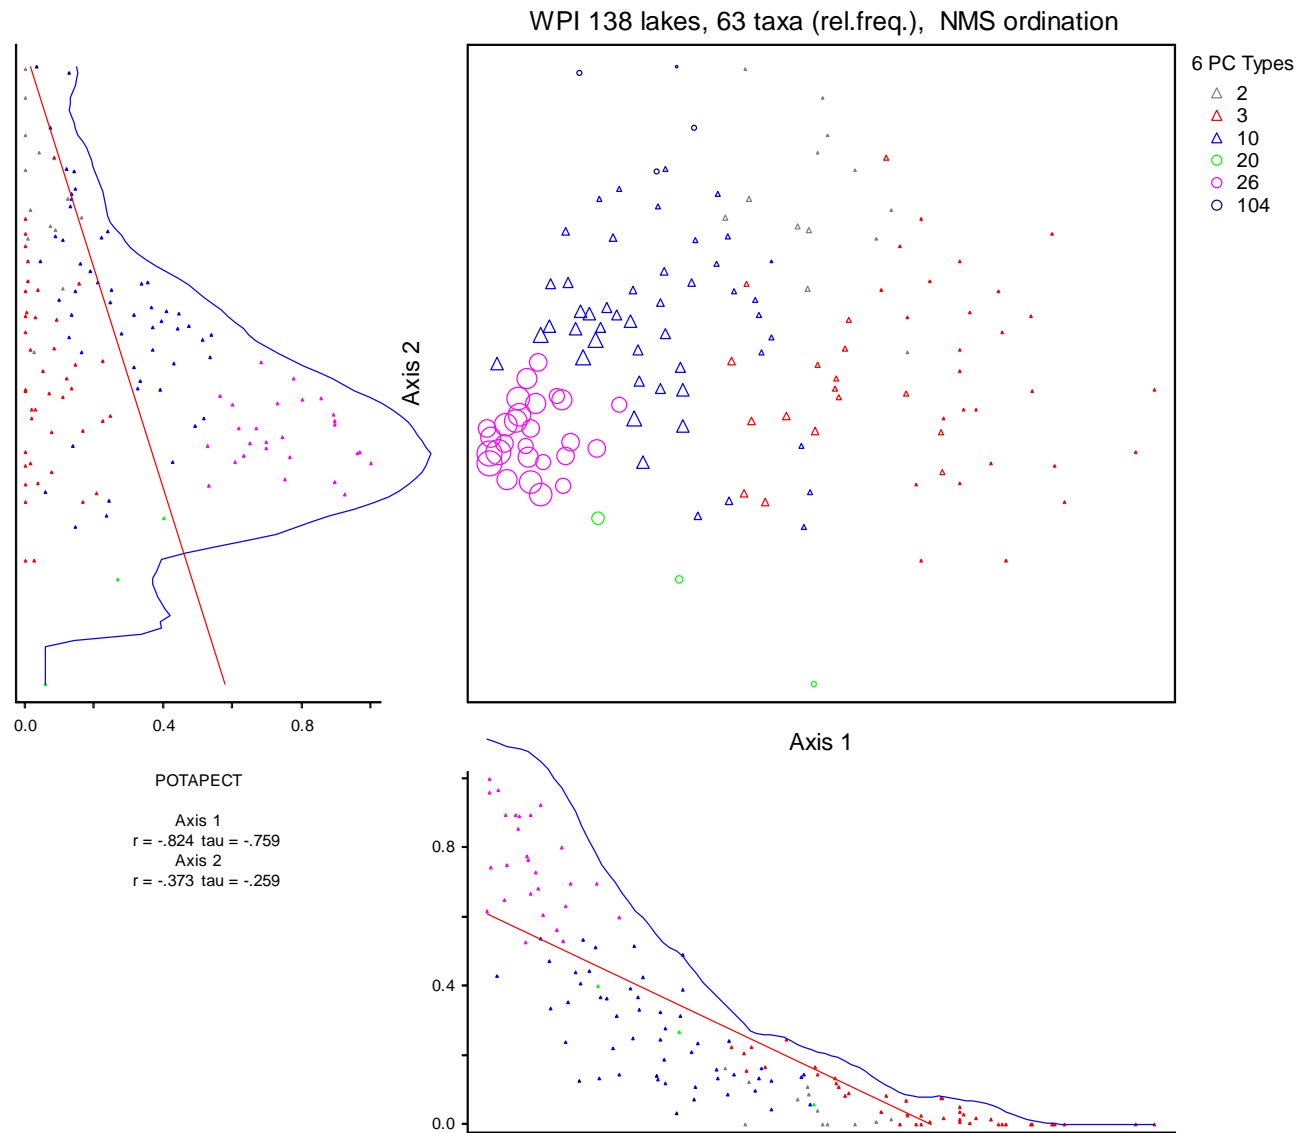 WPI 138 lakes, 63 taxa (rel.freq.), NMS ordination
6 PC Types
2
3
10
20
26
104
Axis 2
0.0 0.4 0.8
Axis 1
POTAPECT
Axis 1
r = -.824 tau = -.759
Axis 2
r = -.373 tau = -.259
0.8
0.4
0.0